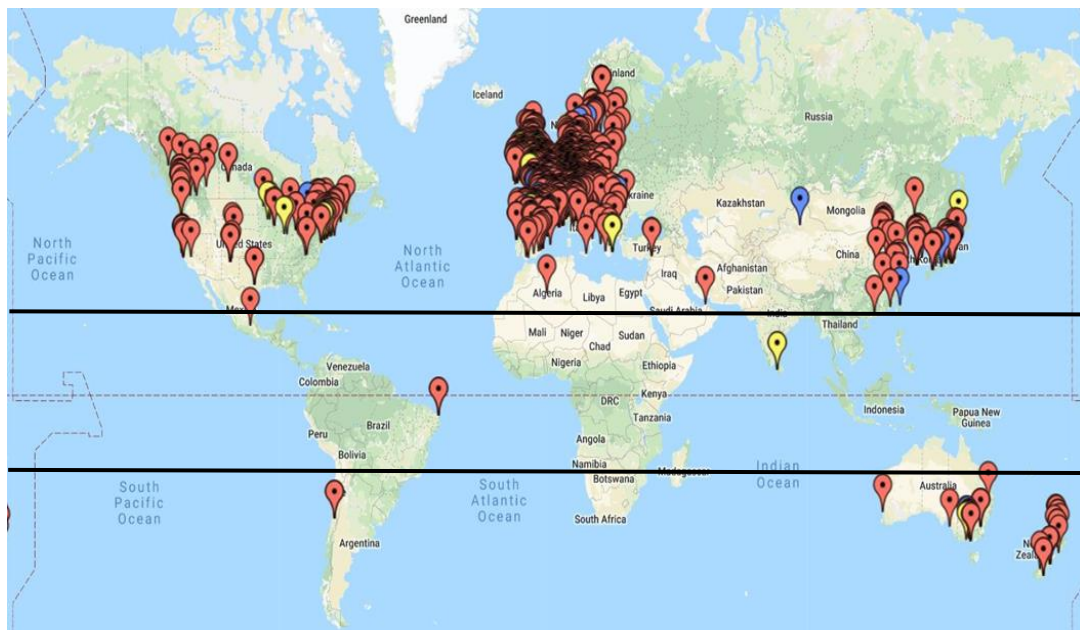 Greenland
Iceland
Russia
Kazakhstan
Mongolia
North
Pacific
Ocean
United States
North
Atlantic
Ocean
Turkey
China
Iraq
Afghanistan
Pakistan
Algeria
Libya
Egypt
Saudi Arabia
India
Thailand
Mali
Niger
Chad
Sudan
Nigeria
Ethiopia
Venezuela
Colombia
DRC
Kenya
Tanzania
Indonesia
Papua New
Guinea
Brazil
Peru
Bolivia
Angola
Namibia
Botswana
Madagascar
Indian
Ocean
Australia
South
Pacific
Ocean
South
Atlantic
Ocean
South Africa
Argentina